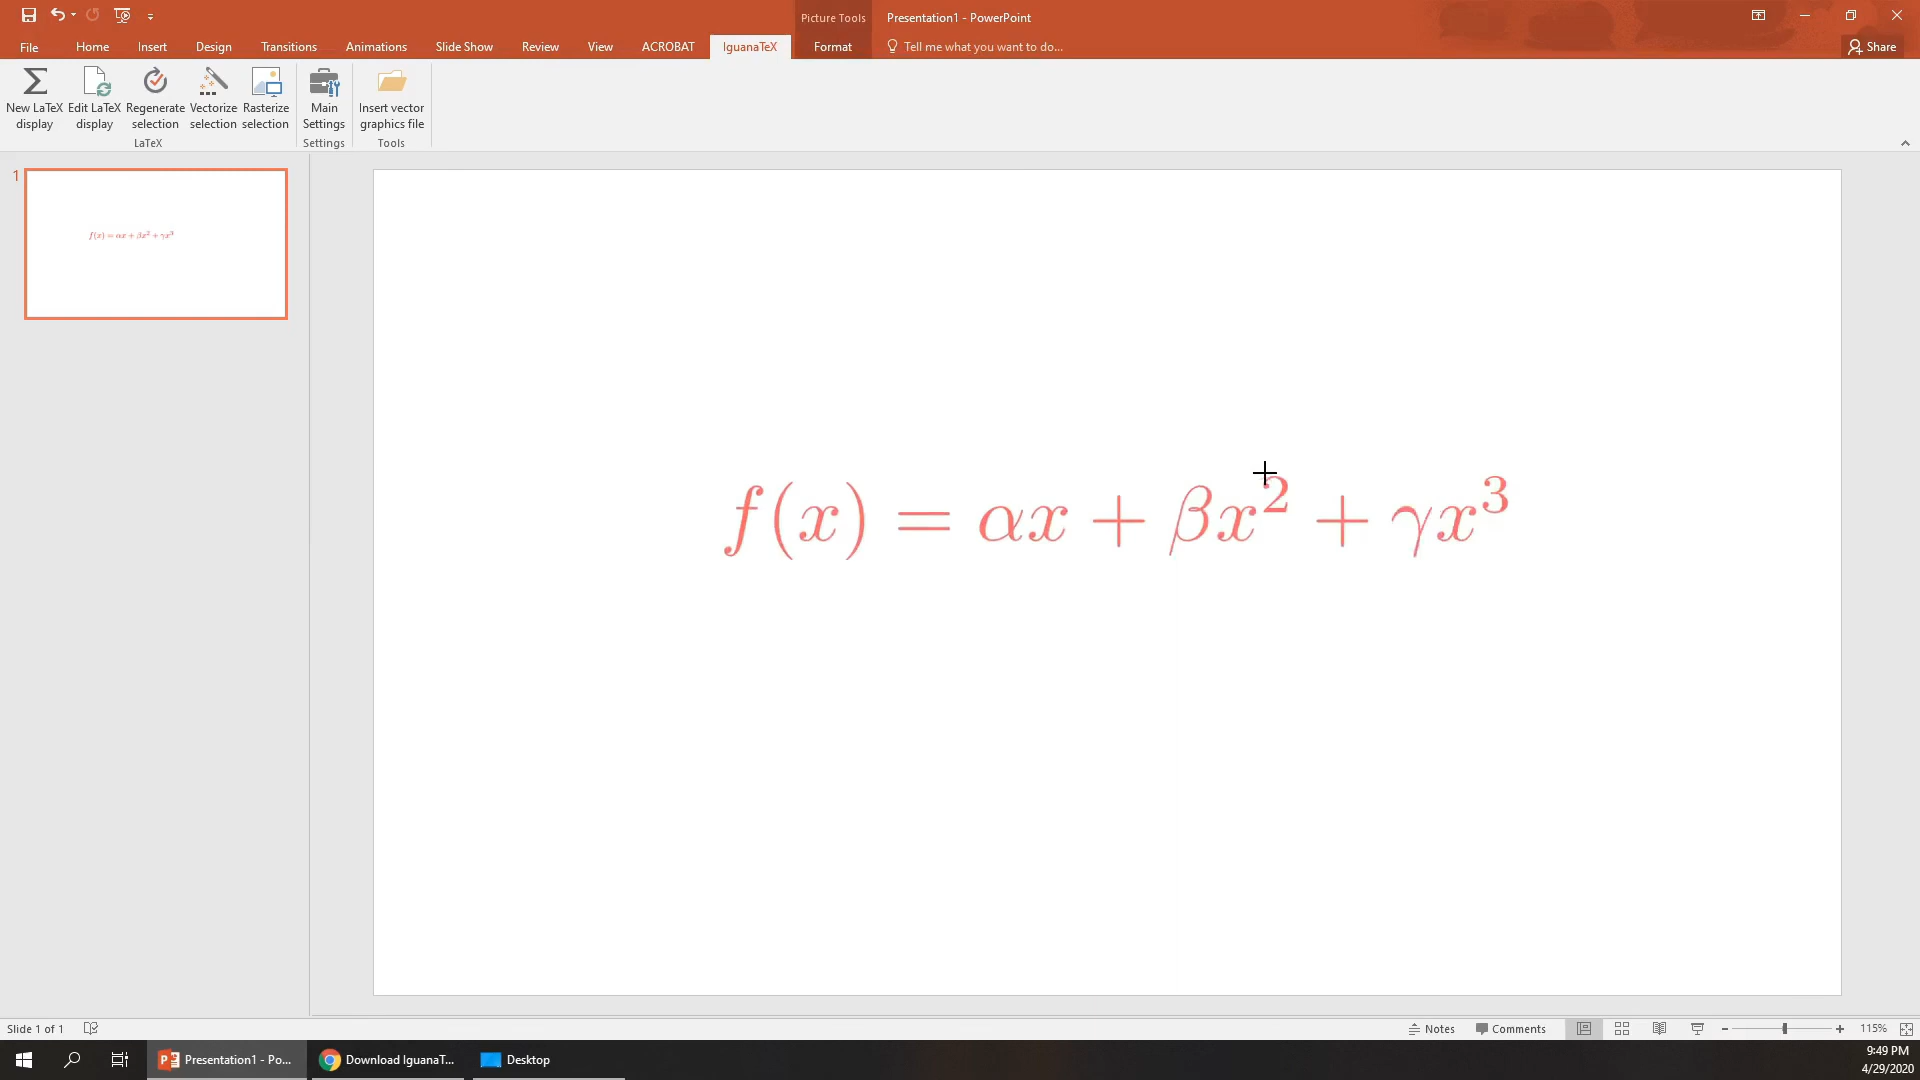 Picture Tools
Presentation1 - PowerPoint
File Home Insert Design Transitions Animations Slide Show Review View ACROBAT IguanaTeX Format Tell me what you want to do... Share
New LaTeX display
Edit LaTeX display
Regenerate selection
Vectorize selection
Rasterize selection
Main Settings
Insert vector graphics file
LaTeX Settings Tools
1
f(x) = αx + βx² + γx³
f(x) = αx + βx² + γx³
Slide 1 of 1 Notes Comments 115%
Presentation1 - Po... Download IguanaT... Desktop
9:49 PM
4/29/2020